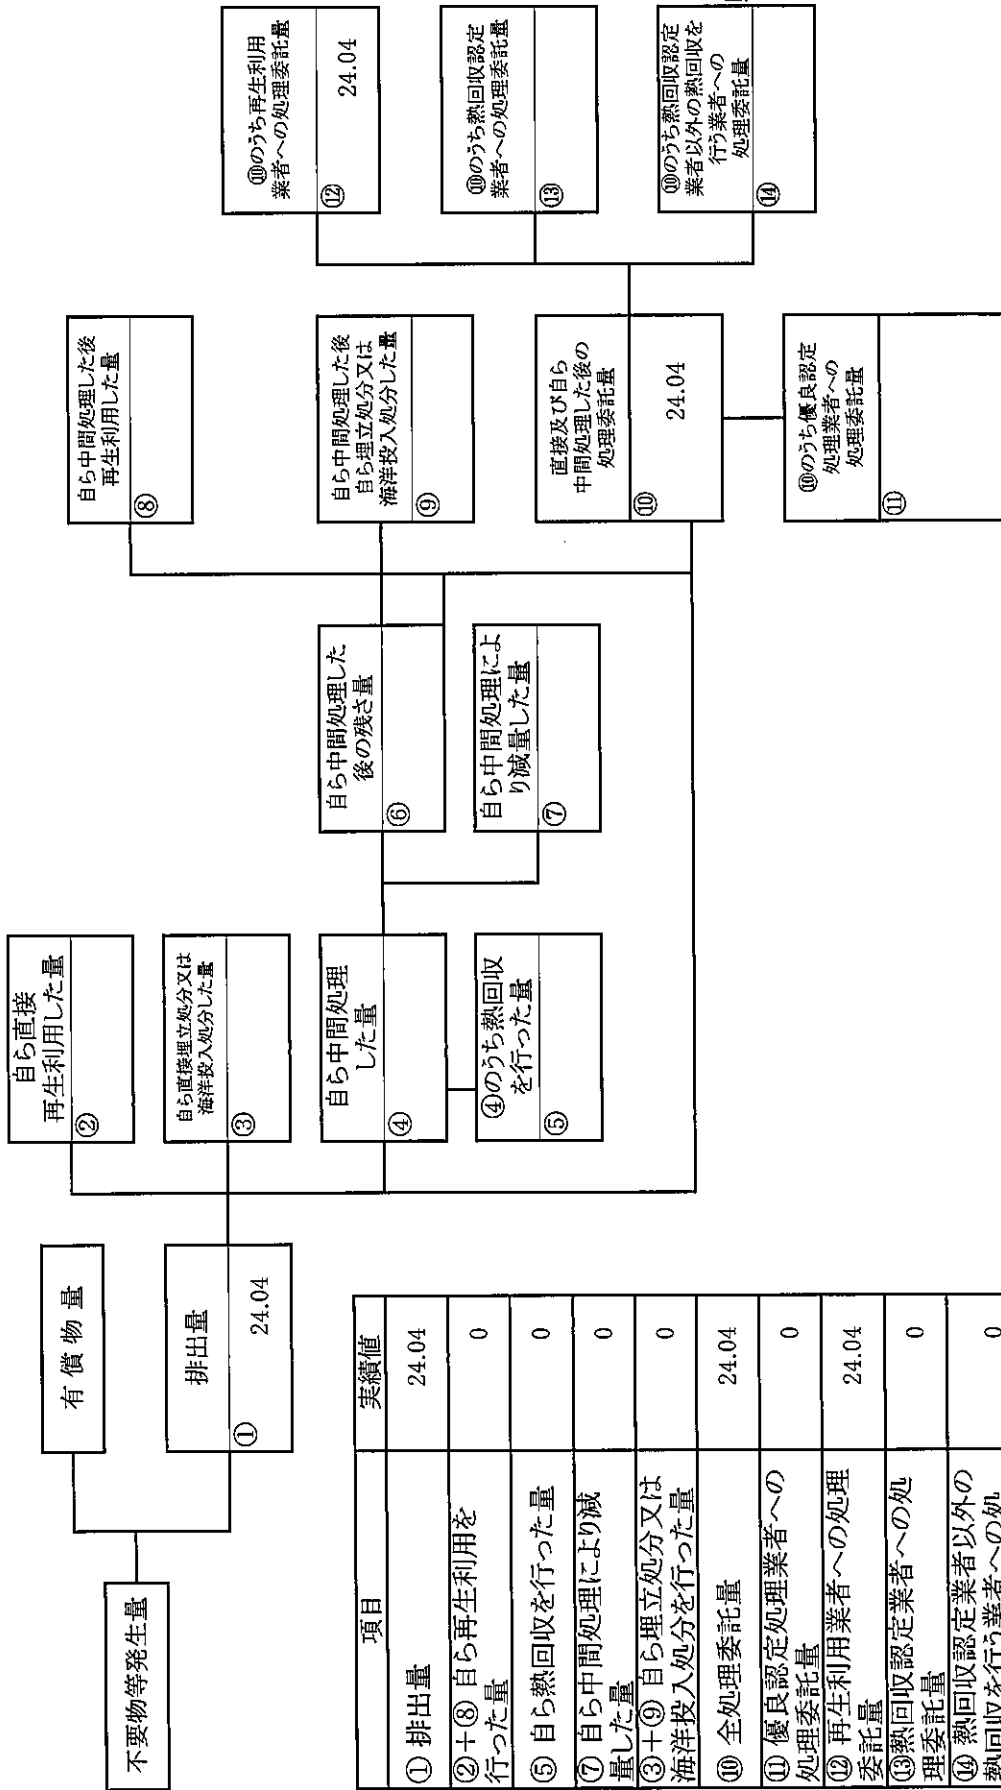 不要物等発生量
有償物量
排出量
①
24.04
自ら直接
再生利用した量
②
自ら直接埋立処分又は
海洋投入処分した量
③
自ら中間処理
した量
④
④のうち熱回収
を行った量
⑤
自ら中間処理した
後の残さ量
⑥
自ら中間処理によ
り減量した量
⑦
自ら中間処理した後
再生利用した量
⑧
自ら中間処理した後
自ら埋立処分又は
海洋投入処分した量
⑨
直接及び自ら
中間処理した後の
処理委託量
⑩
24.04
⑩のうち優良認定
処理業者への
処理委託量
⑪
⑩のうち再生利用
業者への処理委託量
⑫
24.04
⑩のうち熱回収認定
業者への処理委託量
⑬
⑩のうち熱回収認定
業者以外の熱回収を
行う業者への
処理委託量
⑭
項目 実績値
①排出量 24.04
②+⑧ 自ら再生利用を
行った量 0
⑤ 自ら熱回収を行った量 0
⑦ 自ら中間処理により減
量した量 0
③+⑨ 自ら埋立処分又は
海洋投入処分を行った量 0
⑩ 全処理委託量 24.04
⑪ 優良認定処理業者への
処理委託量 0
⑫ 再生利用業者への処理
委託量 24.04
⑬熱回収認定業者への処
理委託量 0
⑭ 熱回収認定業者以外の
熱回収を行う業者への処 0